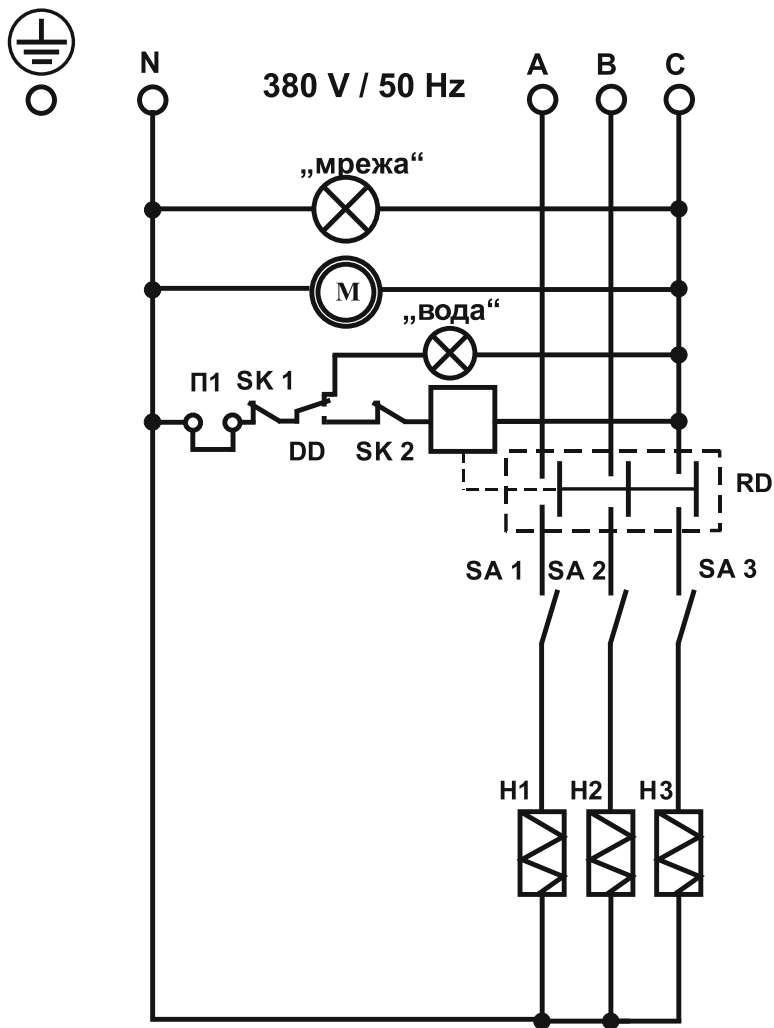 N
380 V / 50 Hz
A B C
„мрежа“
M
„вода“
П1 SK 1
DD SK 2
RD
SA 1 SA 2 SA 3
H1 H2 H3